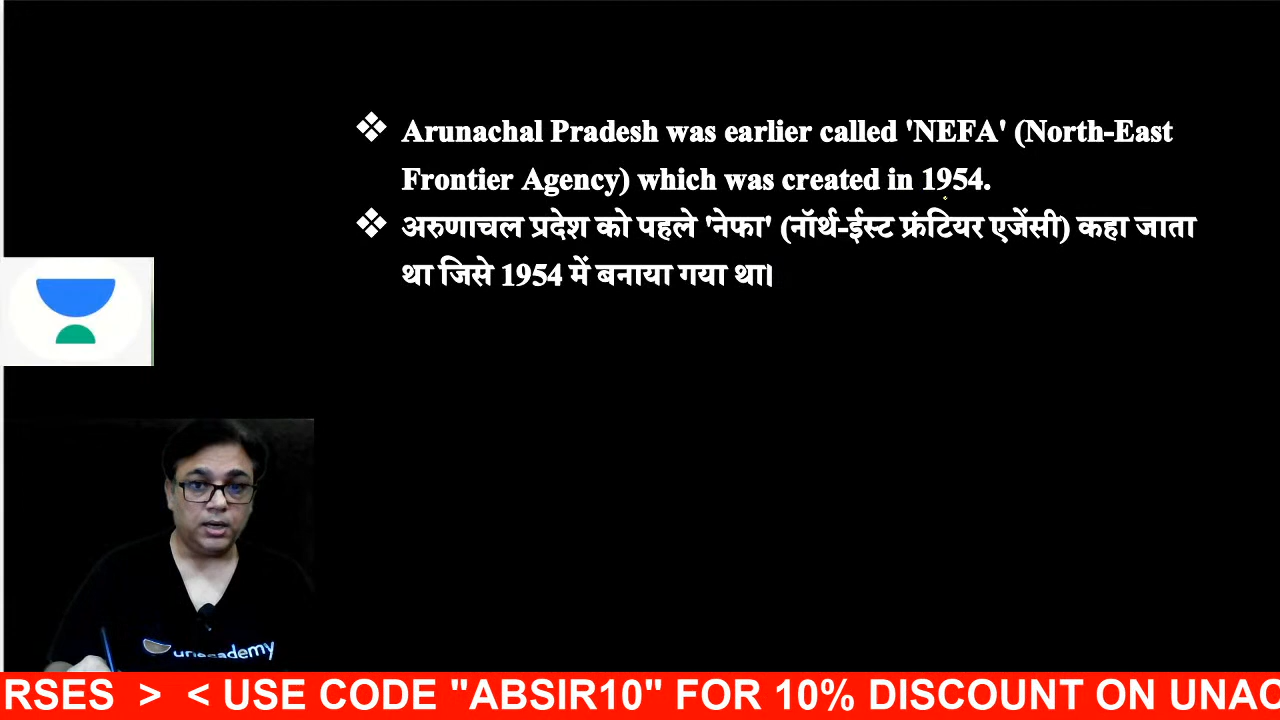 ❖ Arunachal Pradesh was earlier called 'NEFA' (North-East
Frontier Agency) which was created in 1954.
❖ अरुणाचल प्रदेश को पहले 'नेफा' (नॉर्थ-ईस्ट फ्रंटियर एजेंसी) कहा जाता
था जिसे 1954 में बनाया गया था।
unacademy
RSES > < USE CODE "ABSIR10" FOR 10% DISCOUNT ON UNAC